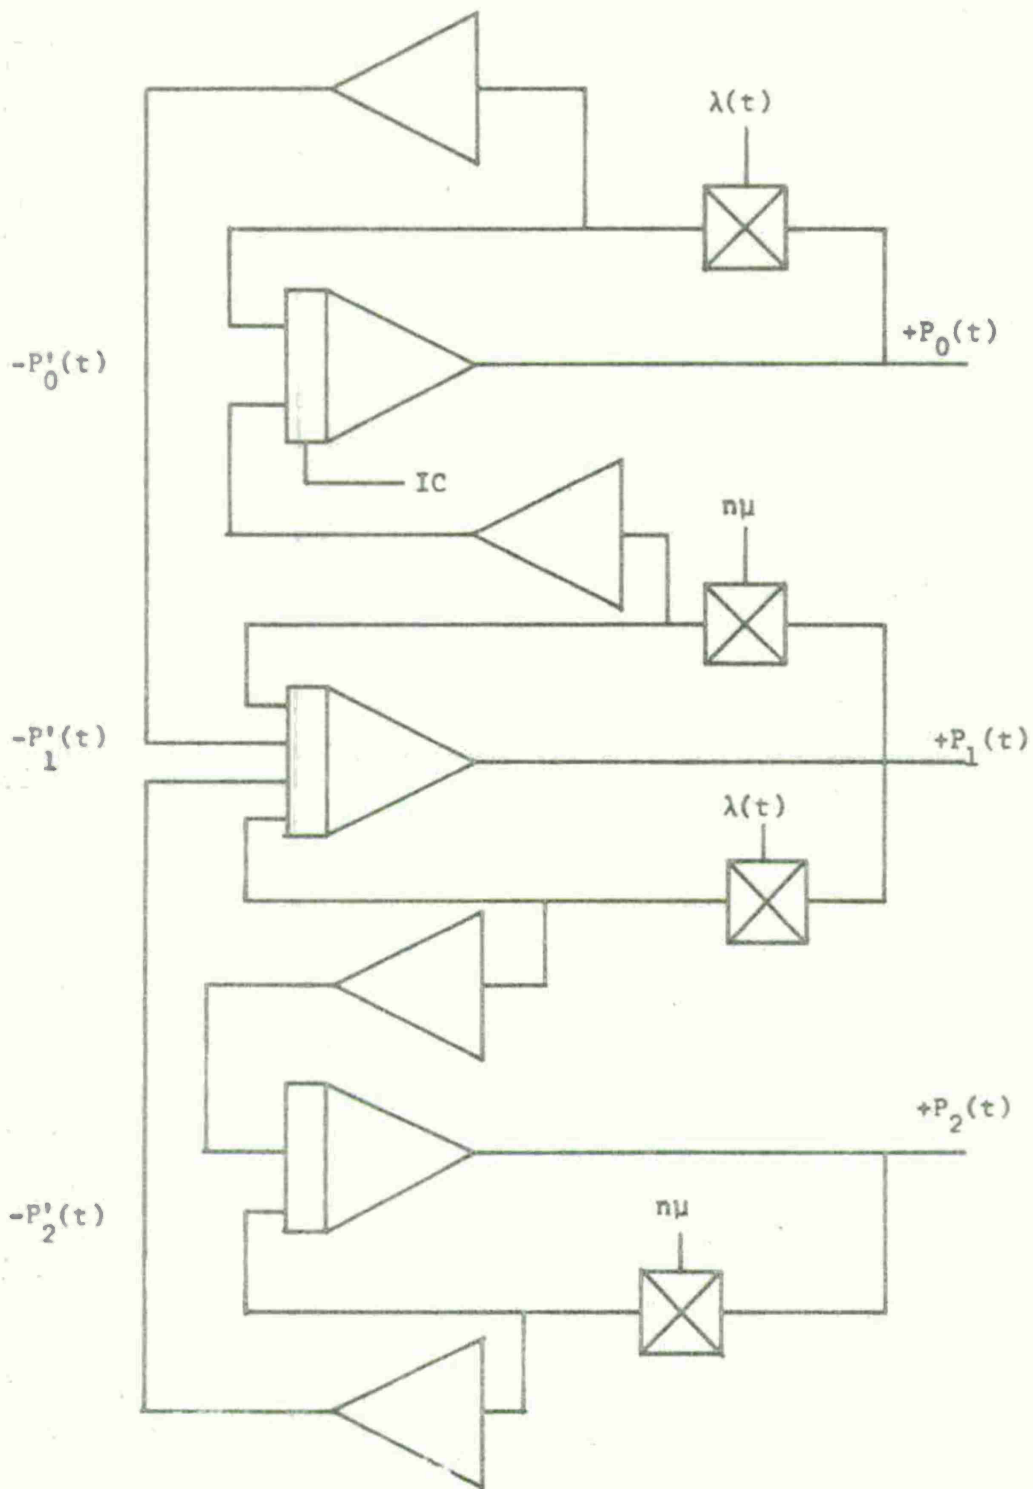 λ(t)
+P₀(t)
-P'₀(t)
IC
nμ
-P'₁(t)
+P₁(t)
λ(t)
+P₂(t)
nμ
-P'₂(t)